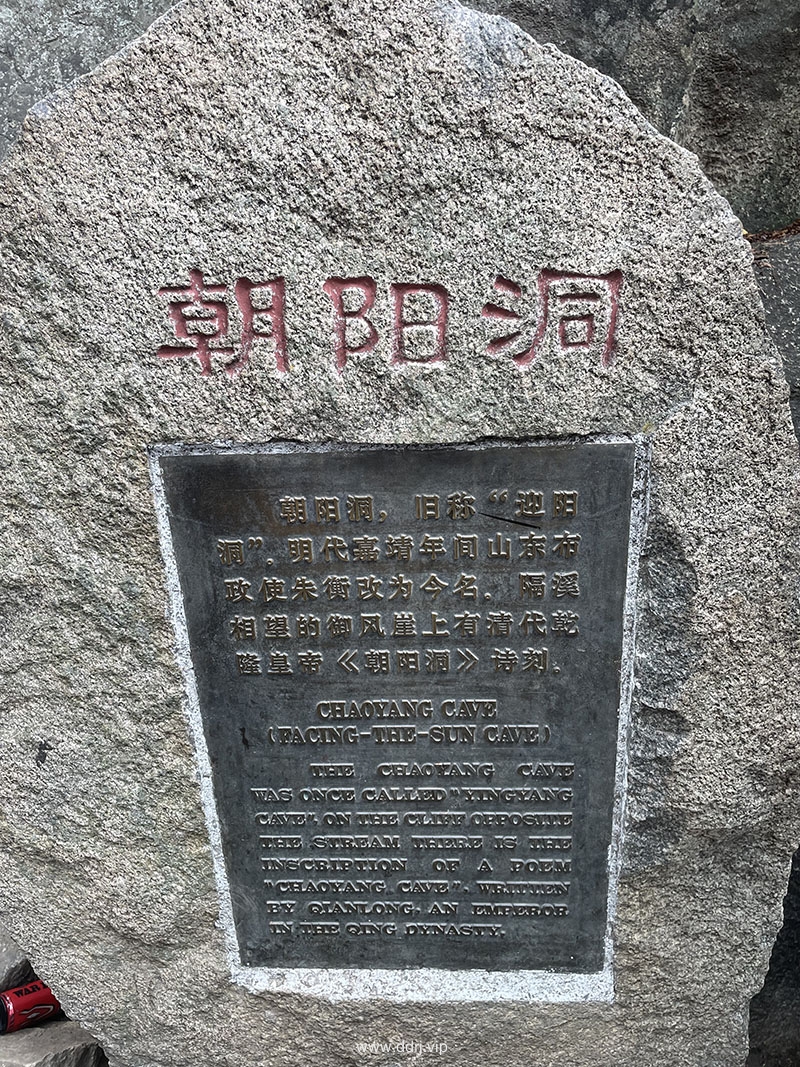 朝阳洞
朝阳洞，旧称“迎阳
洞”，明代嘉靖年间山东布
政使朱衡改为今名。隔溪
相望的御风崖上有清代乾
隆皇帝《朝阳洞》诗刻。
CHAOYANG CAVE
(FACING-THE-SUN CAVE)
THE CHAOYANG CAVE
WAS ONCE CALLED "YINGYANG
CAVE". ON THE CLIFF OPPOSITE
THE STREAM THERE IS THE
INSCRIPTION OF A POEM
"CHAOYANG CAVE", WRITTEN
BY QIANLONG, AN EMPEROR
IN THE QING DYNASTY.
WAR
www.ddrj.vip